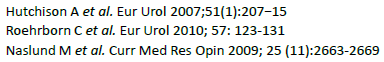 Hutchison A et al. Eur Urol 2007;51(1):207–15
Roehrborn C et al. Eur Urol 2010; 57: 123-131
Naslund M et al. Curr Med Res Opin 2009; 25 (11):2663-2669